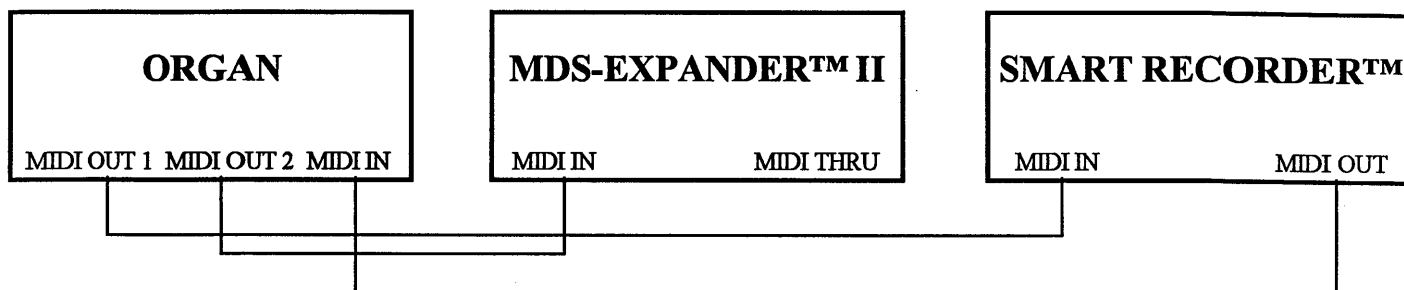 ORGAN
MIDI OUT 1 MIDI OUT 2 MIDI IN
MDS-EXPANDER™ II
MIDI IN MIDI THRU
SMART RECORDER™
MIDI IN MIDI OUT